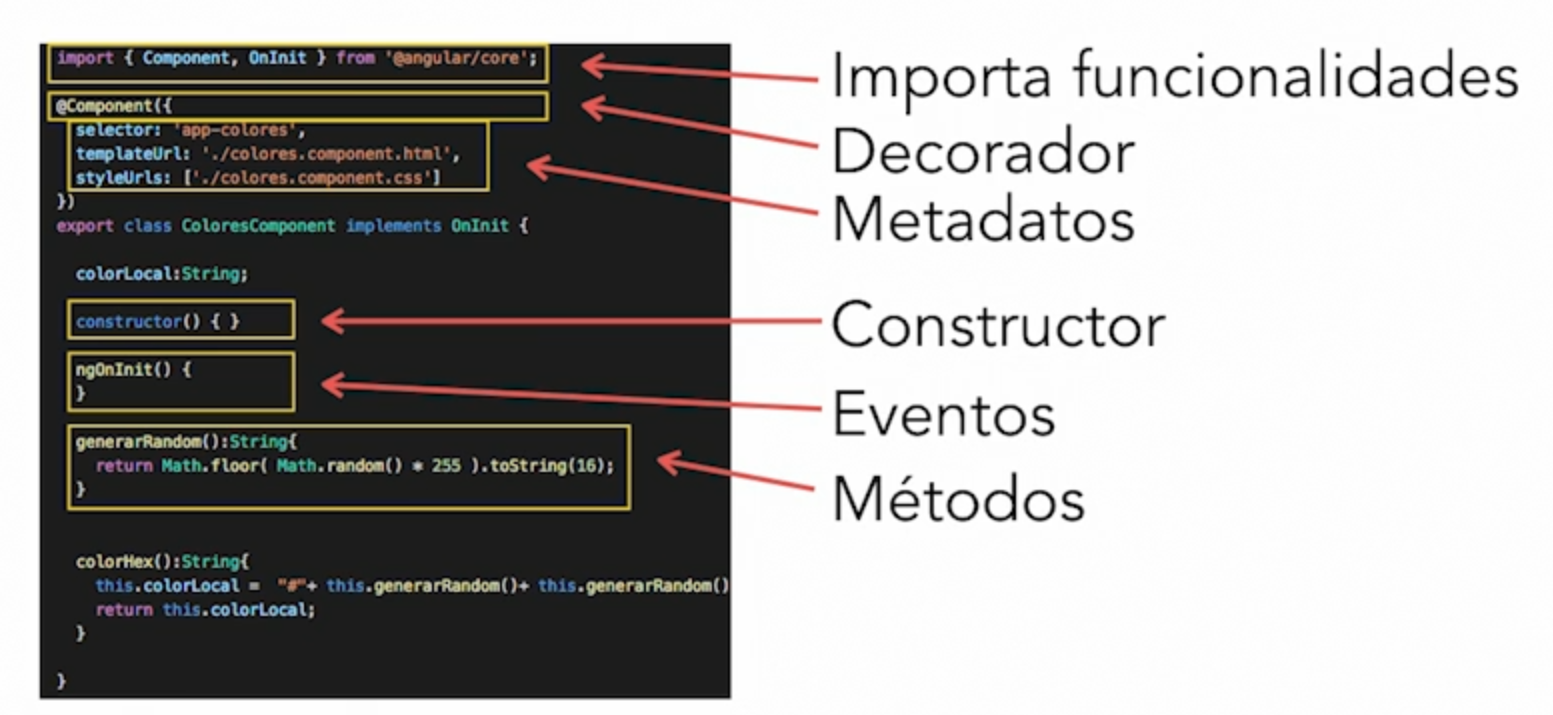 import { Component, OnInit } from '@angular/core';
@Component({
selector: 'app-colores',
templateUrl: './colores.component.html',
styleUrls: ['./colores.component.css']
})
export class ColoresComponent implements OnInit {
colorLocal:String;
constructor() { }
ngOnInit() {
}
generarRandom():String{
return Math.floor( Math.random() * 255 ).toString(16);
}
colorHex():String{
this.colorLocal = "#"+ this.generarRandom()+ this.generarRandom()
return this.colorLocal;
}
}
Importa funcionalidades
Decorador
Metadatos
Constructor
Eventos
Métodos